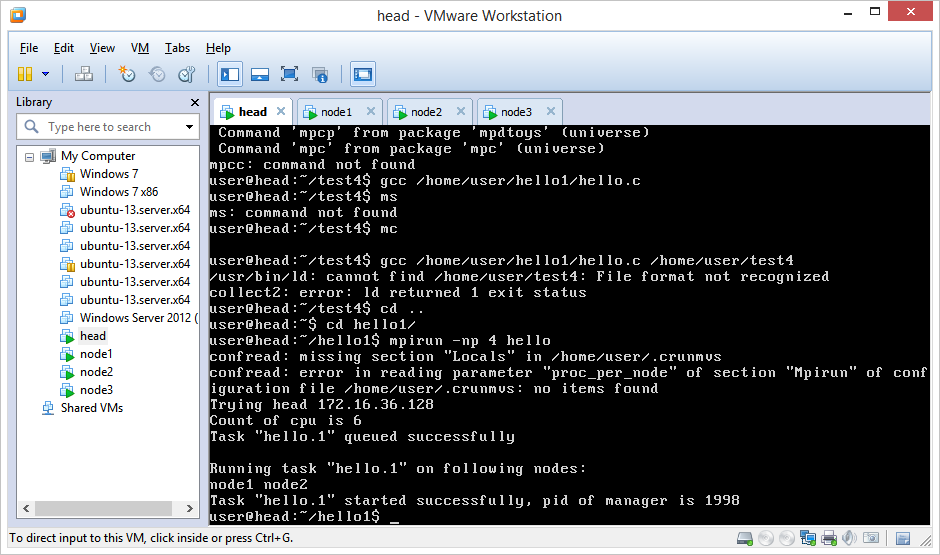 head - VMware Workstation
File Edit View VM Tabs Help
Library
Type here to search
My Computer
Windows 7
Windows 7 x86
ubuntu-13.server.x64
ubuntu-13.server.x64
ubuntu-13.server.x64
ubuntu-13.server.x64
ubuntu-13.server.x64
ubuntu-13.server.x64
Windows Server 2012 (
head
node1
node2
node3
Shared VMs
head node1 node2 node3
Command 'mpcp' from package 'mpdtoys' (universe)
Command 'mpc' from package 'mpc' (universe)
mpcc: command not found
user@head:~/test4$ gcc /home/user/hello1/hello.c
user@head:~/test4$ ms
ms: command not found
user@head:~/test4$ mc
user@head:~/test4$ gcc /home/user/hello1/hello.c /home/user/test4
/usr/bin/ld: cannot find /home/user/test4: File format not recognized
collect2: error: ld returned 1 exit status
user@head:~/test4$ cd ..
user@head:~$ cd hello1/
user@head:~/hello1$ mpirun -np 4 hello
confread: missing section "Locals" in /home/user/.crunmvs
confread: error in reading parameter "proc_per_node" of section "Mpirun" of conf
iguration file /home/user/.crunmvs: no items found
Trying head 172.16.36.128
Count of cpu is 6
Task "hello.1" queued successfully
Running task "hello.1" on following nodes:
node1 node2
Task "hello.1" started successfully, pid of manager is 1998
user@head:~/hello1$ _
To direct input to this VM, click inside or press Ctrl+G.